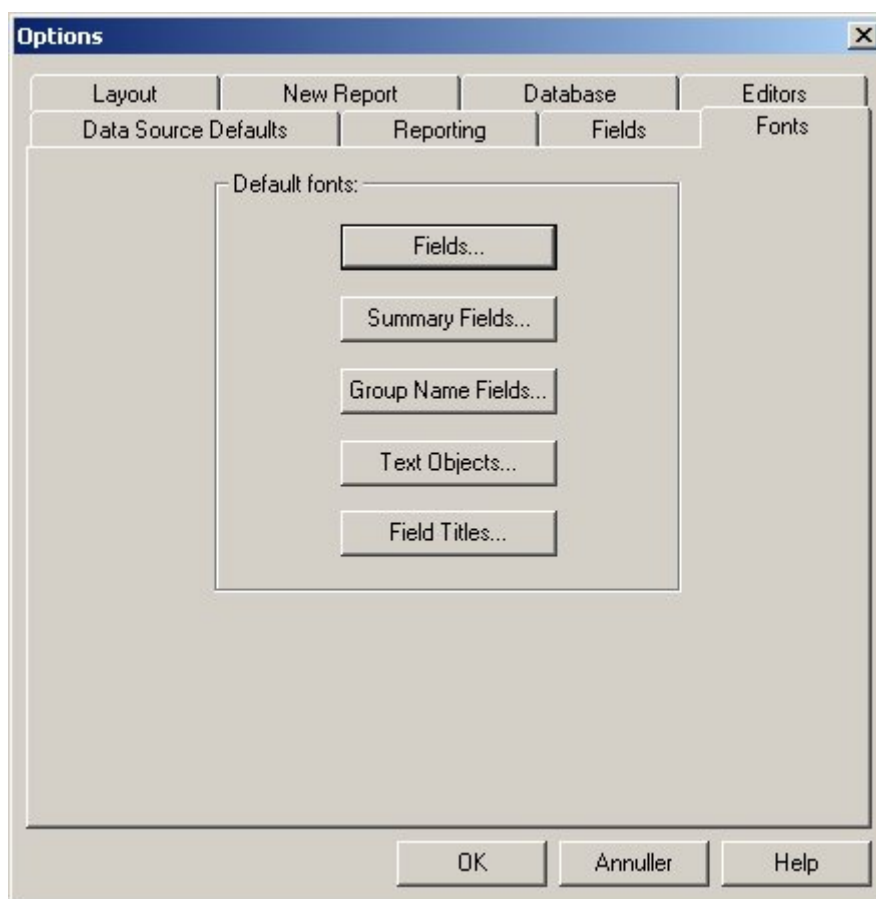 Options
Layout New Report Database Editors
Data Source Defaults Reporting Fields Fonts
Default fonts:
Fields...
Summary Fields...
Group Name Fields...
Text Objects...
Field Titles...
OK Annuller Help